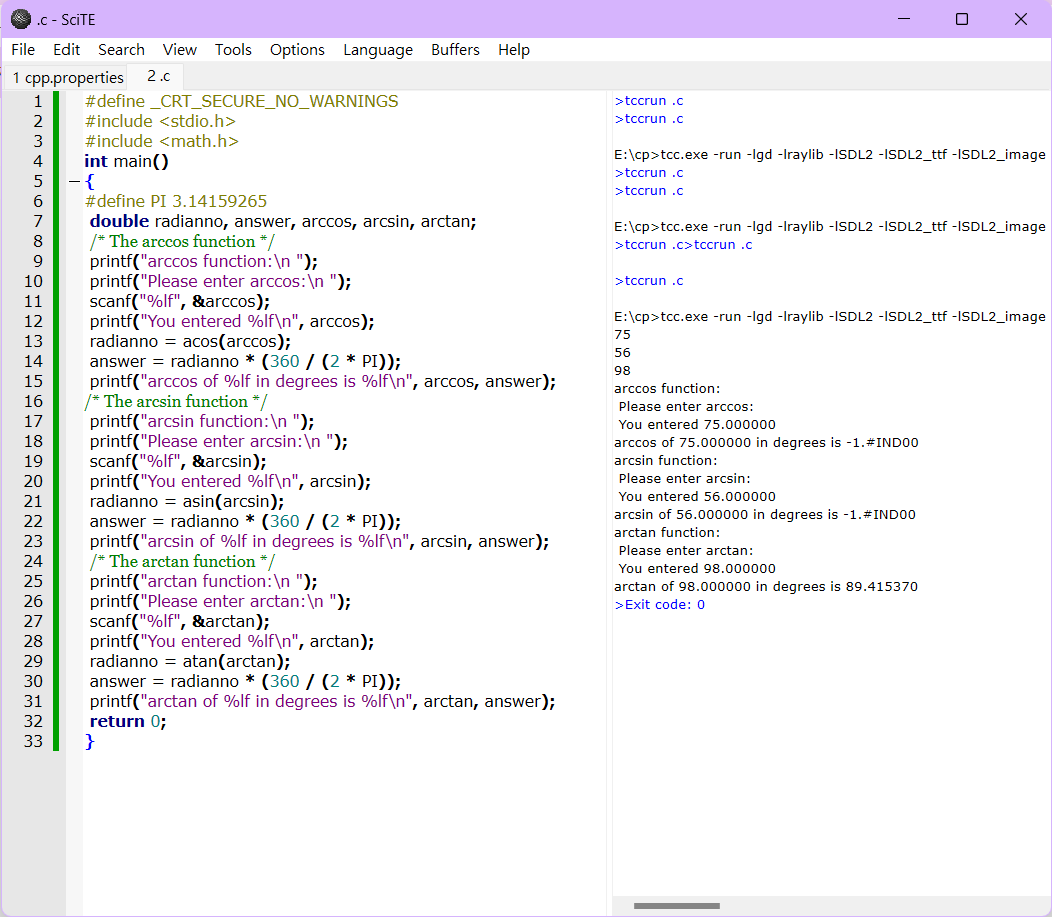 .c - SciTE
File Edit Search View Tools Options Language Buffers Help
1 cpp.properties 2 .c
1 #define _CRT_SECURE_NO_WARNINGS
2 #include <stdio.h>
3 #include <math.h>
4 int main()
5 {
6 #define PI 3.14159265
7 double radianno, answer, arccos, arcsin, arctan;
8 /* The arccos function */
9 printf("arccos function:\n ");
10 printf("Please enter arccos:\n ");
11 scanf("%lf", &arccos);
12 printf("You entered %lf\n", arccos);
13 radianno = acos(arccos);
14 answer = radianno * (360 / (2 * PI));
15 printf("arccos of %lf in degrees is %lf\n", arccos, answer);
16 /* The arcsin function */
17 printf("arcsin function:\n ");
18 printf("Please enter arcsin:\n ");
19 scanf("%lf", &arcsin);
20 printf("You entered %lf\n", arcsin);
21 radianno = asin(arcsin);
22 answer = radianno * (360 / (2 * PI));
23 printf("arcsin of %lf in degrees is %lf\n", arcsin, answer);
24 /* The arctan function */
25 printf("arctan function:\n ");
26 printf("Please enter arctan:\n ");
27 scanf("%lf", &arctan);
28 printf("You entered %lf\n", arctan);
29 radianno = atan(arctan);
30 answer = radianno * (360 / (2 * PI));
31 printf("arctan of %lf in degrees is %lf\n", arctan, answer);
32 return 0;
33 }
>tccrun .c
>tccrun .c
E:\cp>tcc.exe -run -lgd -lraylib -lSDL2 -lSDL2_ttf -lSDL2_image
>tccrun .c
>tccrun .c
E:\cp>tcc.exe -run -lgd -lraylib -lSDL2 -lSDL2_ttf -lSDL2_image
>tccrun .c>tccrun .c
>tccrun .c
E:\cp>tcc.exe -run -lgd -lraylib -lSDL2 -lSDL2_ttf -lSDL2_image
75
56
98
arccos function:
Please enter arccos:
You entered 75.000000
arccos of 75.000000 in degrees is -1.#IND00
arcsin function:
Please enter arcsin:
You entered 56.000000
arcsin of 56.000000 in degrees is -1.#IND00
arctan function:
Please enter arctan:
You entered 98.000000
arctan of 98.000000 in degrees is 89.415370
>Exit code: 0